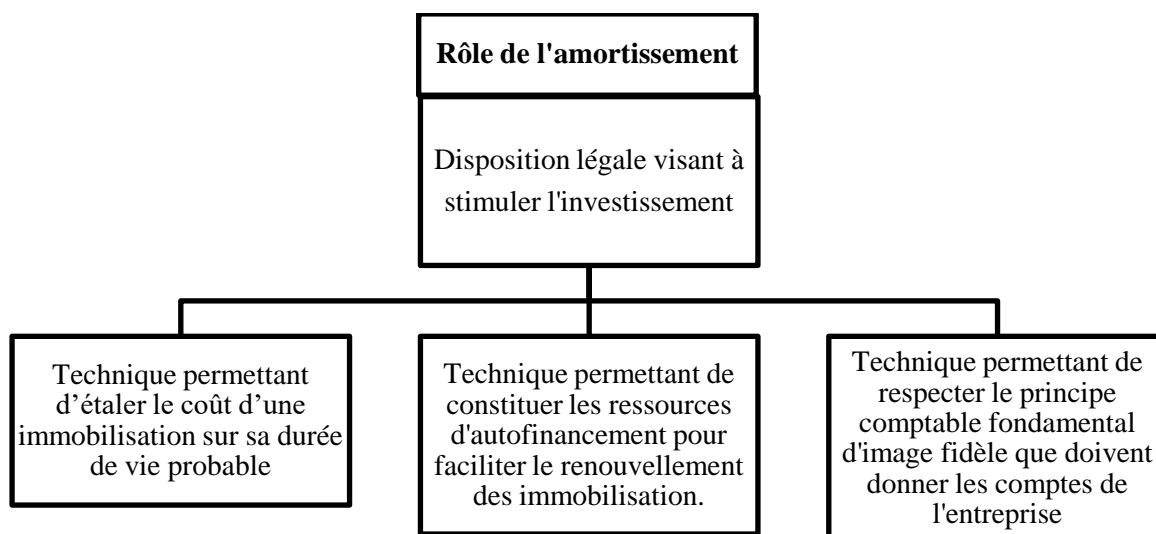 Rôle de l'amortissement
Disposition légale visant à
stimuler l'investissement
Technique permettant
d’étaler le coût d’une
immobilisation sur sa durée
de vie probable
Technique permettant de
constituer les ressources
d'autofinancement pour
faciliter le renouvellement
des immobilisation.
Technique permettant de
respecter le principe
comptable fondamental
d'image fidèle que doivent
donner les comptes de
l'entreprise